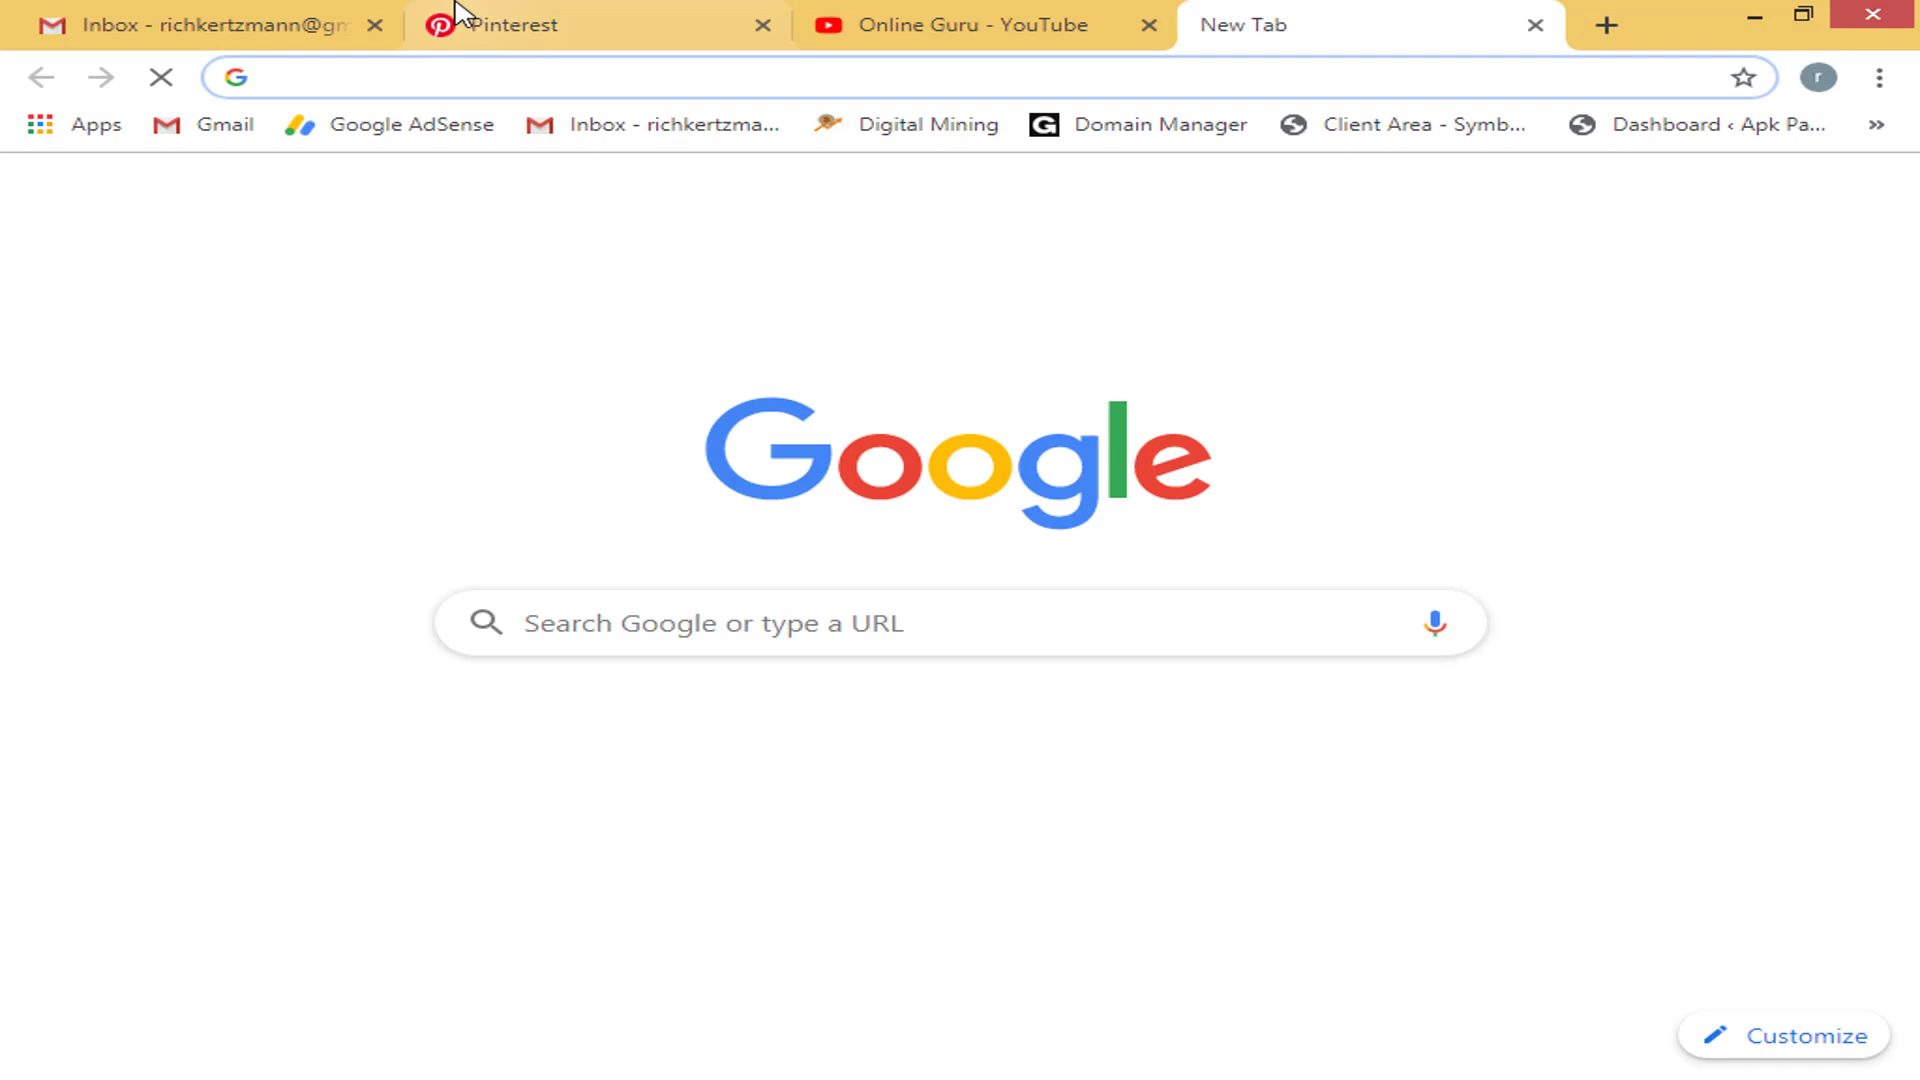 Inbox - richkertzmann@gm
Pinterest
Online Guru - YouTube
New Tab
r
Apps
Gmail
Google AdSense
Inbox - richkertzma...
Digital Mining
Domain Manager
Client Area - Symb...
Dashboard ‹ Apk Pa...
»
Google
Search Google or type a URL
Customize